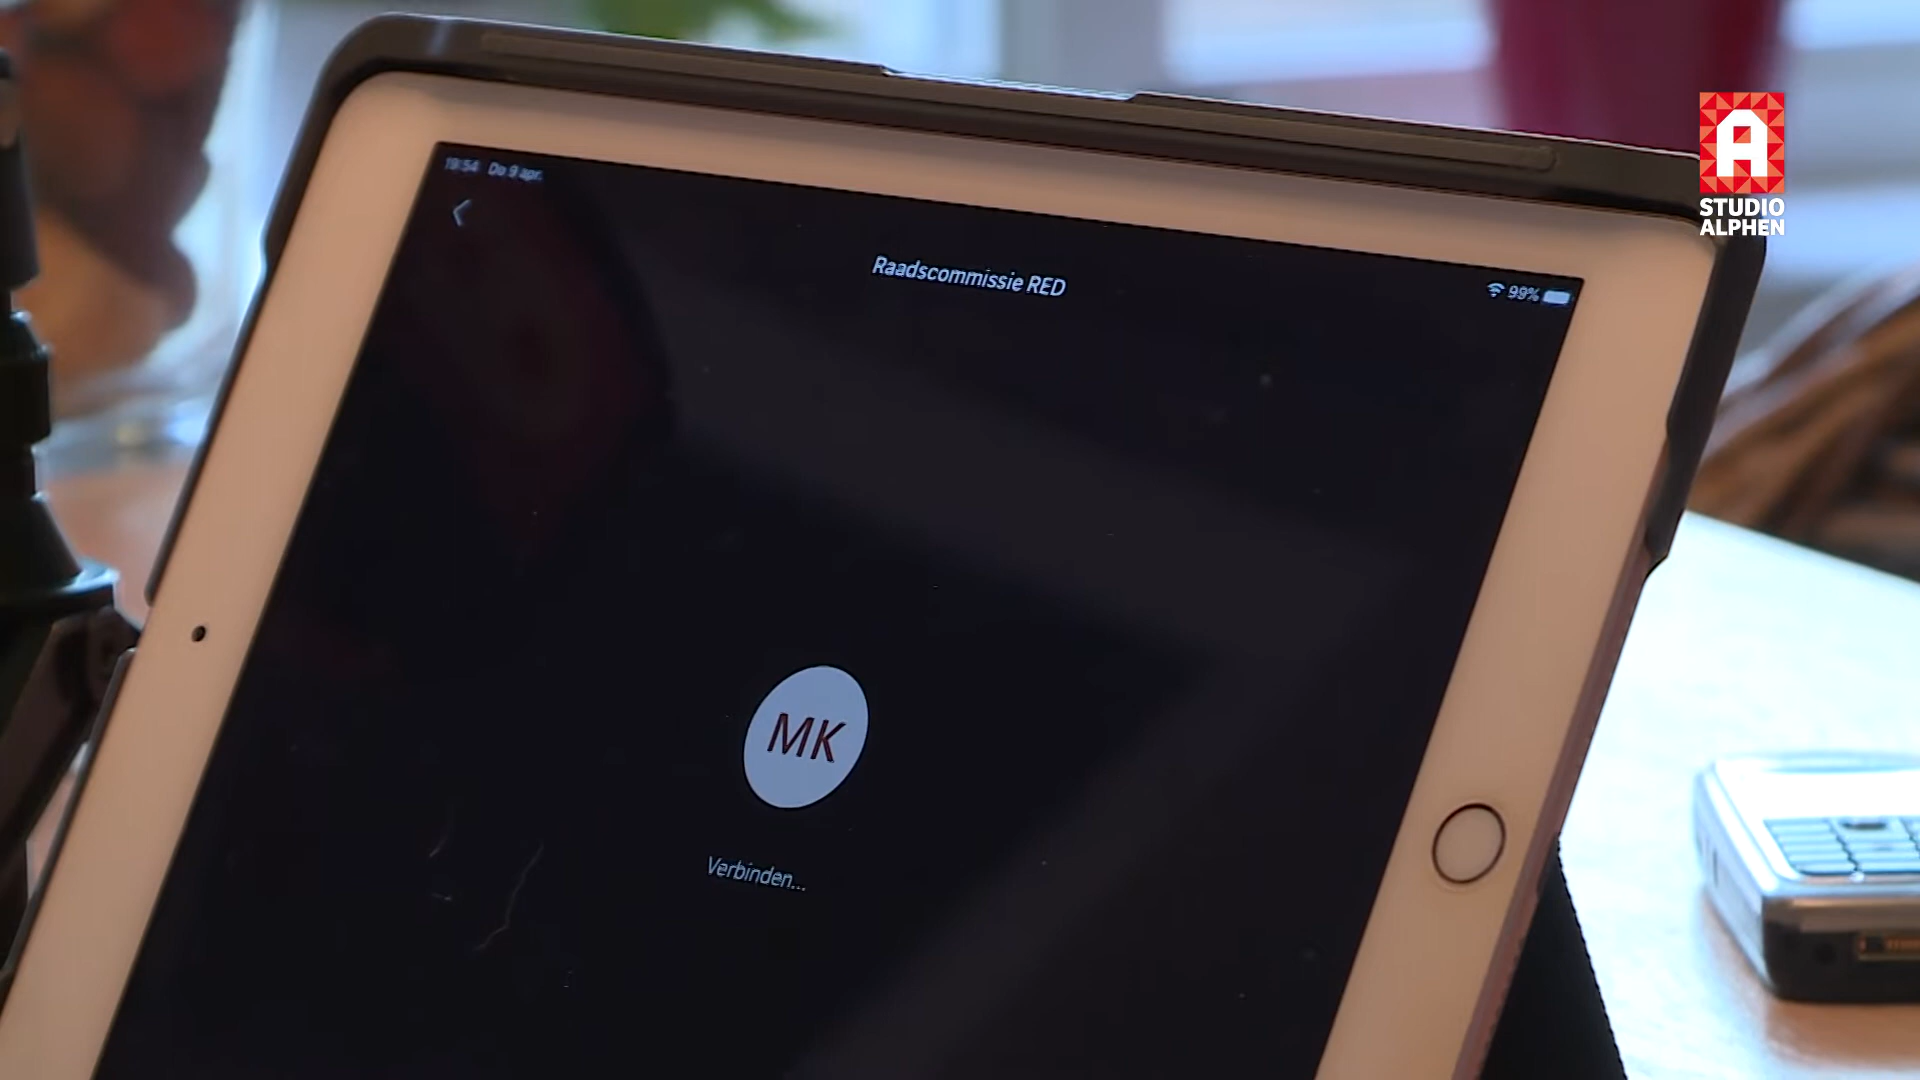 19:54 Do 9 apr.
Raadscommissie RED
99%
MK
Verbinden...
A
STUDIO
ALPHEN